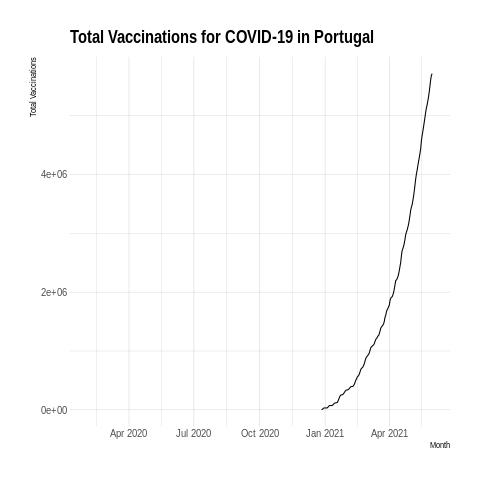 Total Vaccinations for COVID-19 in Portugal
Total Vaccinations
4e+06
2e+06
0e+00
Apr 2020 Jul 2020 Oct 2020 Jan 2021 Apr 2021
Month